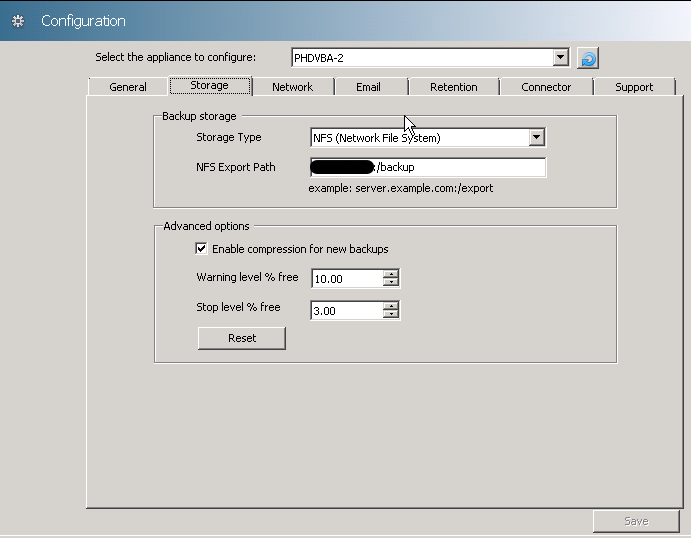 Configuration
Select the appliance to configure: PHDVBA-2
General Storage Network Email Retention Connector Support
Backup storage
Storage Type NFS (Network File System)
NFS Export Path :/backup
example: server.example.com:/export
Advanced options
Enable compression for new backups
Warning level % free 10.00
Stop level % free 3.00
Reset
Save